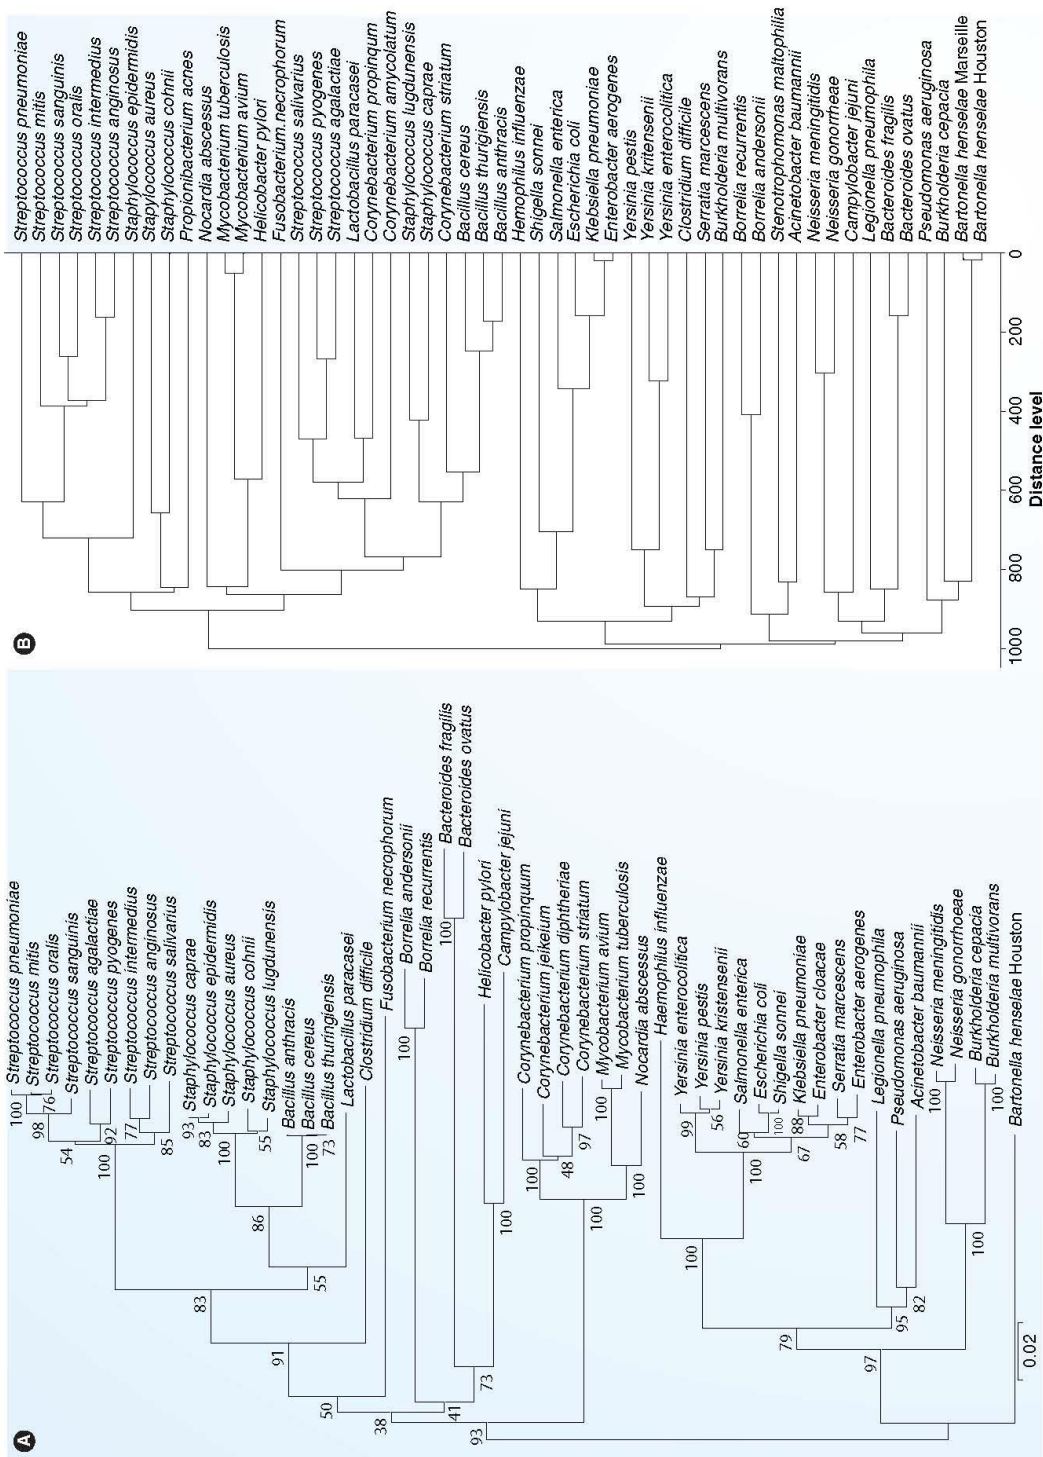 A
Streptococcus pneumoniae
Streptococcus mitis
Streptococcus oralis
Streptococcus sanguinis
Streptococcus agalactiae
Streptococcus pyogenes
Streptococcus intermedius
Streptococcus anginosus
Streptococcus salivarius
Staphylococcus caprae
Staphylococcus epidermidis
Staphylococcus aureus
Staphylococcus cohnii
Staphylococcus lugdunensis
Bacillus anthracis
Bacillus cereus
Bacillus thuringiensis
Lactobacillus paracasei
Clostridium difficile
Fusobacterium necrophorum
Borrelia andersonii
Borrelia recurrentis
Bacteroides fragilis
Bacteroides ovatus
Helicobacter pylori
Campylobacter jejuni
Corynebacterium propinquum
Corynebacterium jeikeium
Corynebacterium diphtheriae
Corynebacterium striatum
Mycobacterium avium
Mycobacterium tuberculosis
Nocardia abscessus
Haemophilus influenzae
Yersinia enterocolitica
Yersinia pestis
Yersinia kristensenii
Salmonella enterica
Escherichia coli
Shigella sonnei
Klebsiella pneumoniae
Enterobacter cloacae
Serratia marcescens
Enterobacter aerogenes
Legionella pneumophila
Pseudomonas aeruginosa
Acinetobacter baumannii
Neisseria meningitidis
Neisseria gonorrhoeae
Burkholderia cepacia
Burkholderia multivorans
Bartonella henselae Houston
100
76
98
54
92
100
77
85
93
83
100
55
86
100
73
55
83
91
50
38
93
41
73
100
100
100
100
48
97
100
100
100
99
56
60
100
100
88
67
58
77
100
95
82
79
97
100
100
100
0.02
B
Streptococcus pneumoniae
Streptococcus mitis
Streptococcus sanguinis
Streptococcus oralis
Streptococcus intermedius
Streptococcus anginosus
Staphylococcus epidermidis
Stapylococcus aureus
Staphylococcus cohnii
Propionibacterium acnes
Nocardia abscessus
Mycobacterium tuberculosis
Mycobacterium avium
Helicobacter pylori
Fusobacterium.necrophorum
Streptococcus salivarius
Streptococcus pyogenes
Streptococcus agalactiae
Lactobacillus paracasei
Corynebacterium propinqum
Corynebacterium amycolatum
Staphylococcus lugdunensis
Staphylococcus caprae
Corynebacterium striatum
Bacillus cereus
Bacillus thurigiensis
Bacillus anthracis
Hemophilus influenzae
Shigella sonnei
Salmonella enterica
Escherichia coli
Klebsiella pneumoniae
Enterobacter aerogenes
Yersinia pestis
Yersinia kritensenii
Yersinia enterocolitica
Clostridium difficile
Serratia marcescens
Burkholderia multivorans
Borrelia recurrentis
Borrelia andersonii
Stenotrophomonas maltophilia
Acinetobacter baumannii
Neisseria meningitidis
Neisseria gonorrheae
Campylobacter jejuni
Legionella pneumophila
Bacteroides fragilis
Bacteroides ovatus
Pseudomonas aeruginosa
Burkholderia cepacia
Bartonella henselae Marseille
Bartonella henselae Houston
1000 800 600 400 200 0
Distance level